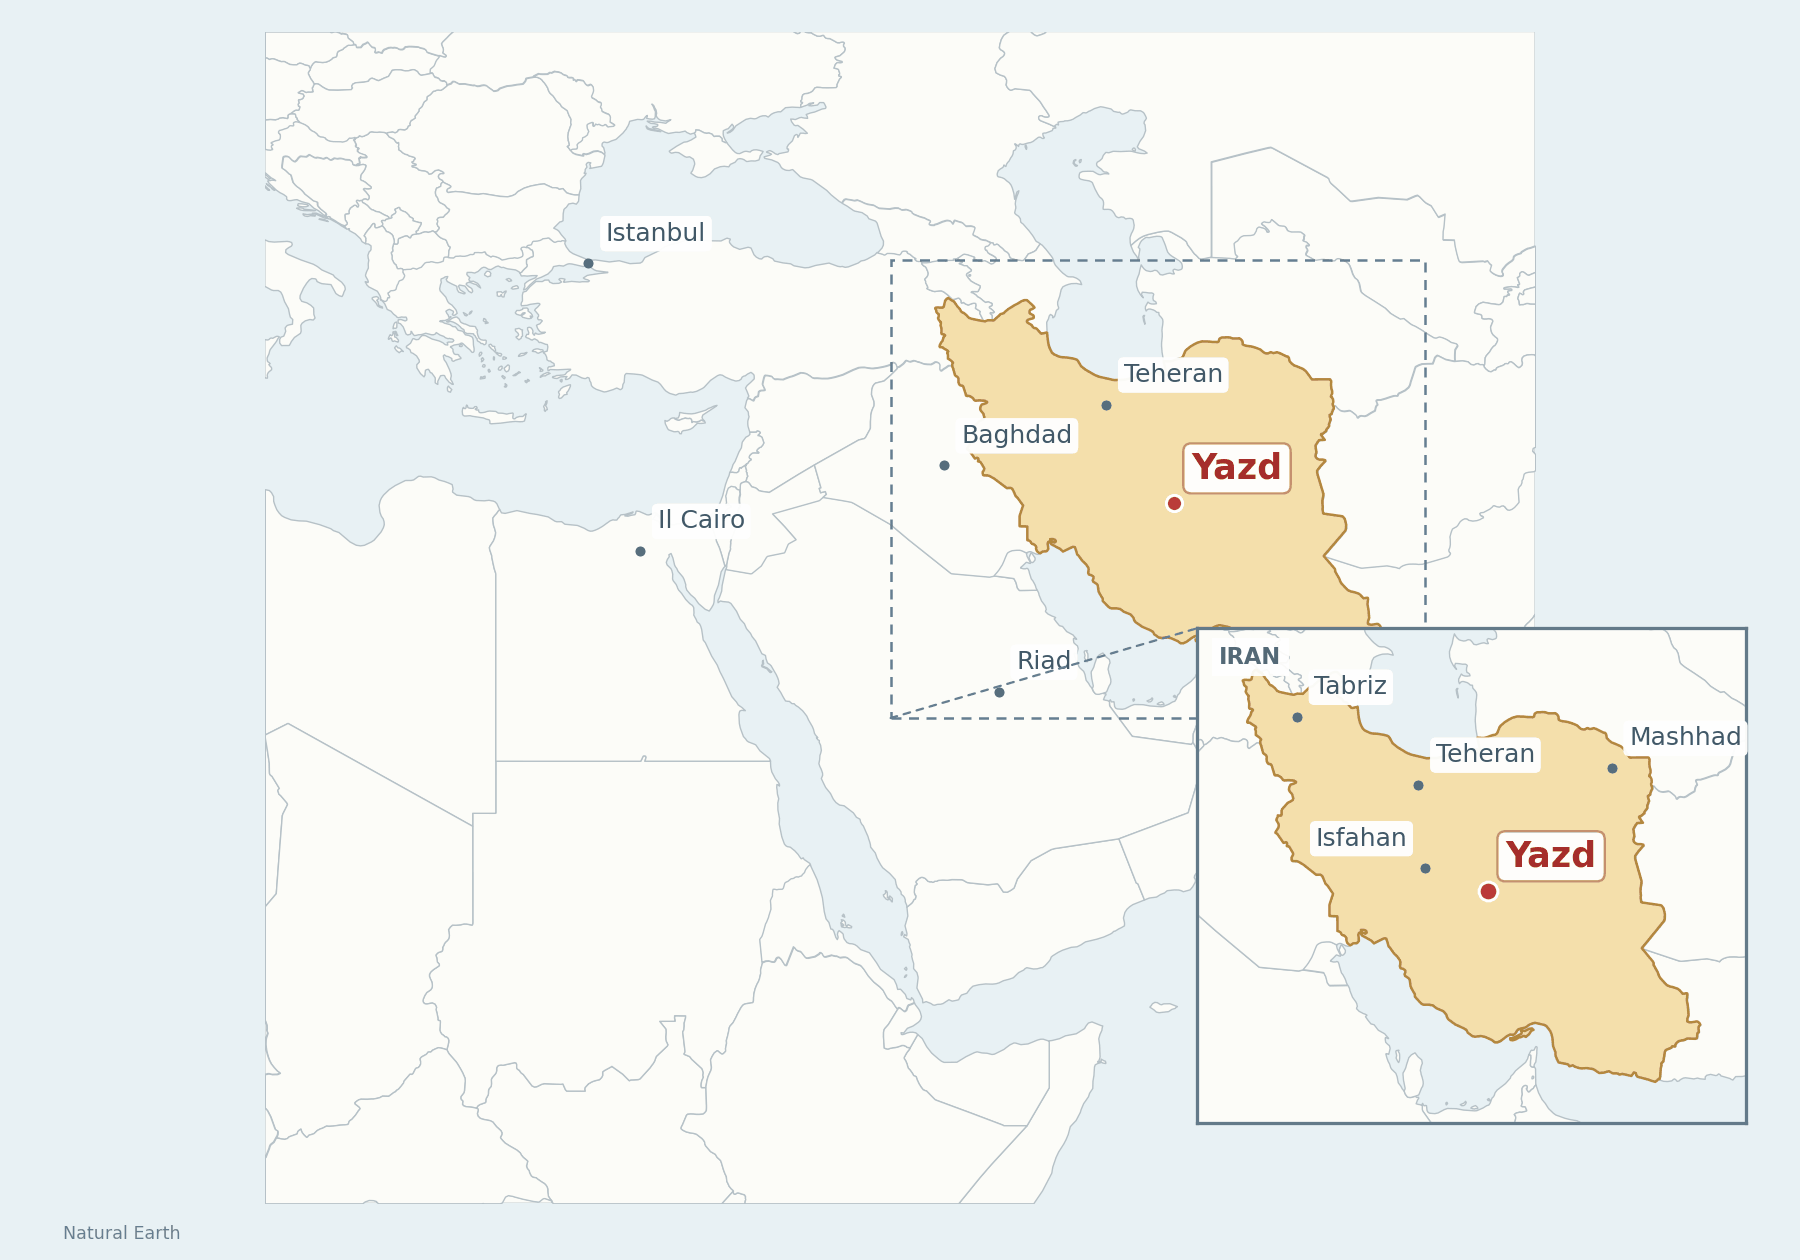 Istanbul
Teheran
Baghdad
Yazd
Il Cairo
Riad
IRAN
Tabriz
Mashhad
Teheran
Isfahan
Yazd
Natural Earth